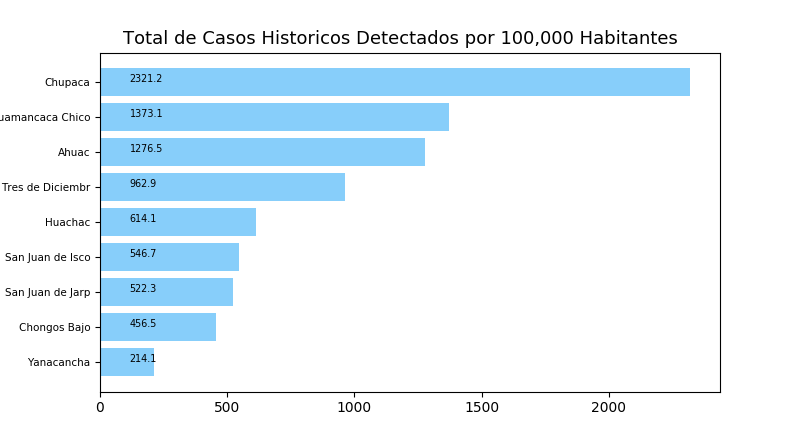 Total de Casos Historicos Detectados por 100,000 Habitantes
Chupaca 2321.2
uamancaca Chico 1373.1
Ahuac 1276.5
Tres de Diciembr 962.9
Huachac 614.1
San Juan de Isco 546.7
San Juan de Jarp 522.3
Chongos Bajo 456.5
Yanacancha 214.1
0 500 1000 1500 2000